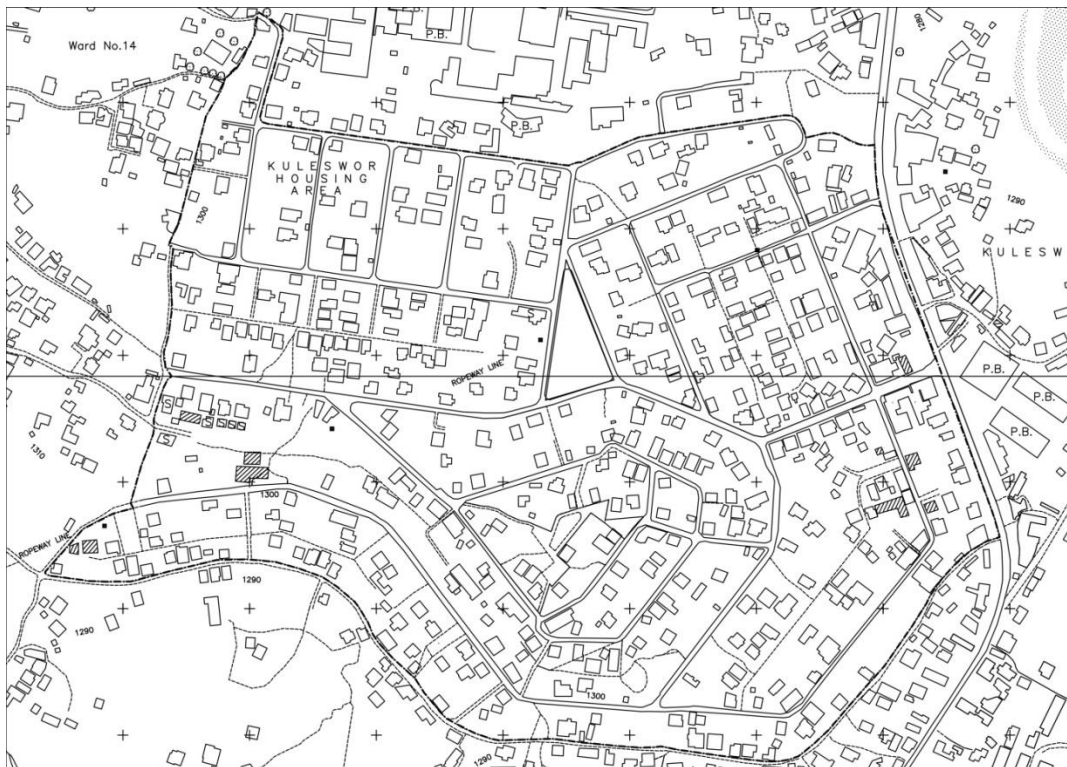 P.B.
1280
Ward No.14
P.B.
KULESWOR
HOUSING
AREA
1300
1290
KULESW
ROPEWAY LINE
P.B.
P.B.
P.B.
S
S
S S S S
1310
1300
ROPEWAY LINE
1290
1290
1300
1290